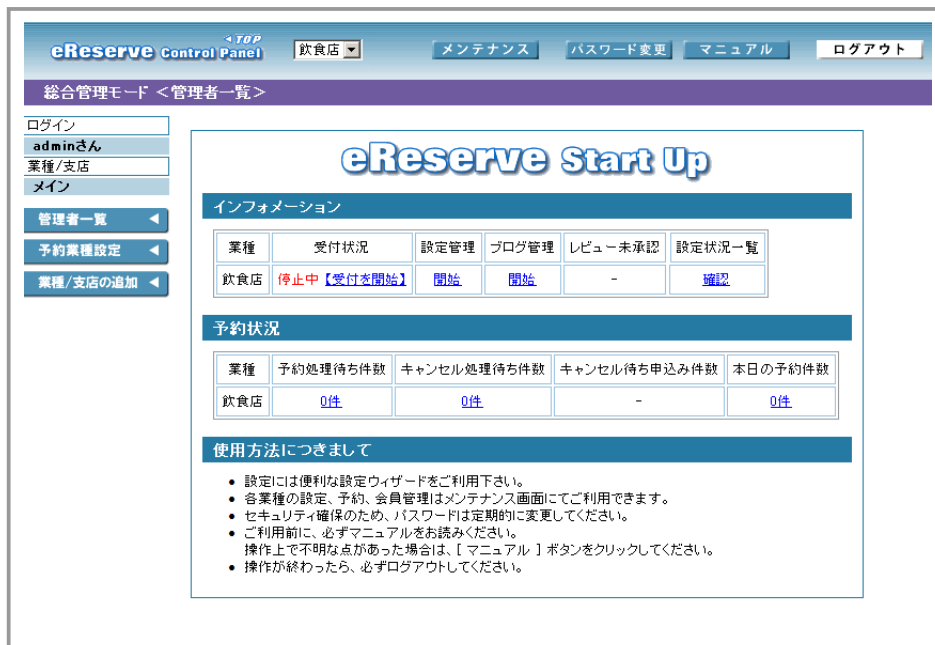 ◀TOP
eReserve Control Panel 飲食店 メンテナンス パスワード変更 マニュアル ログアウト
総合管理モード <管理者一覧>
ログイン
adminさん
業種/支店
メイン
管理者一覧
予約業種設定
業種/支店の追加
eReserve Start Up
インフォメーション
業種 受付状況 設定管理 ブログ管理 レビュー未承認 設定状況一覧
飲食店 停止中【受付を開始】 開始 開始 - 確認
予約状況
業種 予約処理待ち件数 キャンセル処理待ち件数 キャンセル待ち申込み件数 本日の予約件数
飲食店 0件 0件 - 0件
使用方法につきまして
● 設定には便利な設定ウィザードをご利用下さい。
● 各業種の設定、予約、会員管理はメンテナンス画面にてご利用できます。
● セキュリティ確保のため、パスワードは定期的に変更してください。
● ご利用前に、必ずマニュアルをお読みください。
操作上で不明な点があった場合は、[ マニュアル ]ボタンをクリックしてください。
● 操作が終わったら、必ずログアウトしてください。